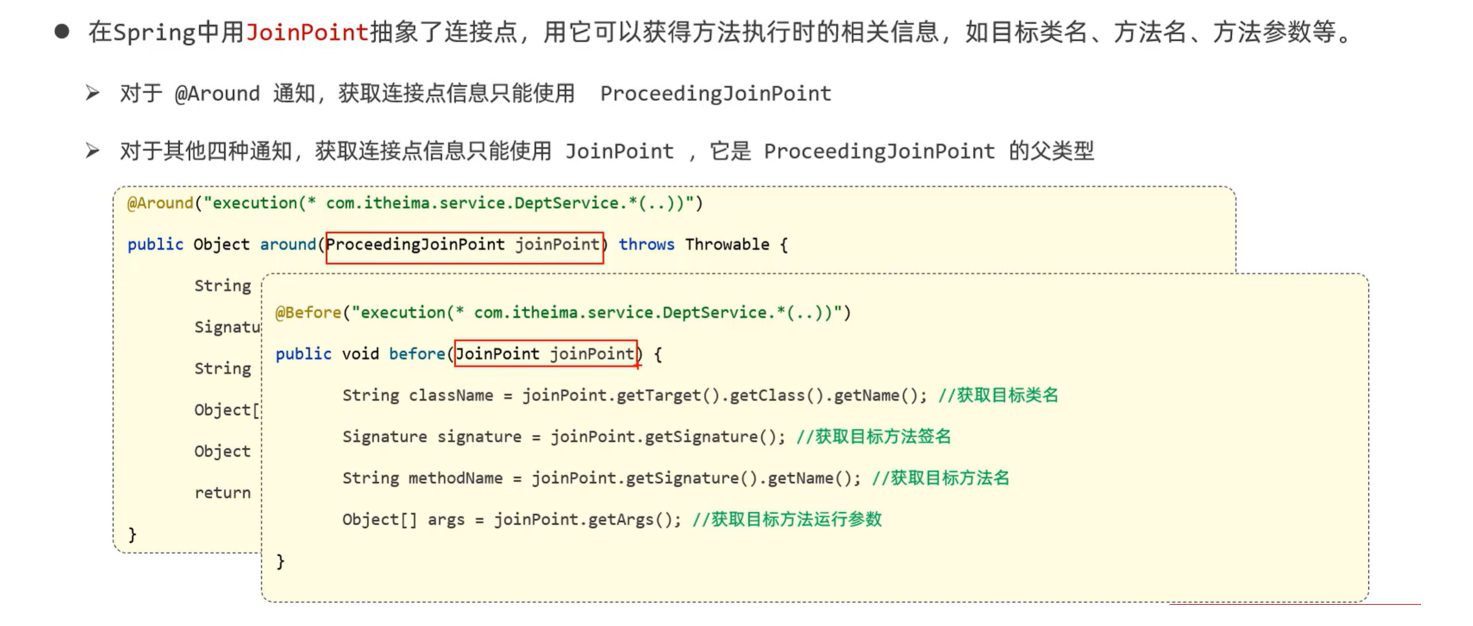 在Spring中用JoinPoint抽象了连接点，用它可以获得方法执行时的相关信息，如目标类名、方法名、方法参数等。
对于 @Around 通知，获取连接点信息只能使用 ProceedingJoinPoint
对于其他四种通知，获取连接点信息只能使用 JoinPoint ，它是 ProceedingJoinPoint 的父类型
@Around("execution(* com.itheima.service.DeptService.*(..))")
public Object around(ProceedingJoinPoint joinPoint) throws Throwable {
String
Signatu
String
Object[
Object
return
}
@Before("execution(* com.itheima.service.DeptService.*(..))")
public void before(JoinPoint joinPoint) {
String className = joinPoint.getTarget().getClass().getName(); //获取目标类名
Signature signature = joinPoint.getSignature(); //获取目标方法签名
String methodName = joinPoint.getSignature().getName(); //获取目标方法名
Object[] args = joinPoint.getArgs(); //获取目标方法运行参数
}